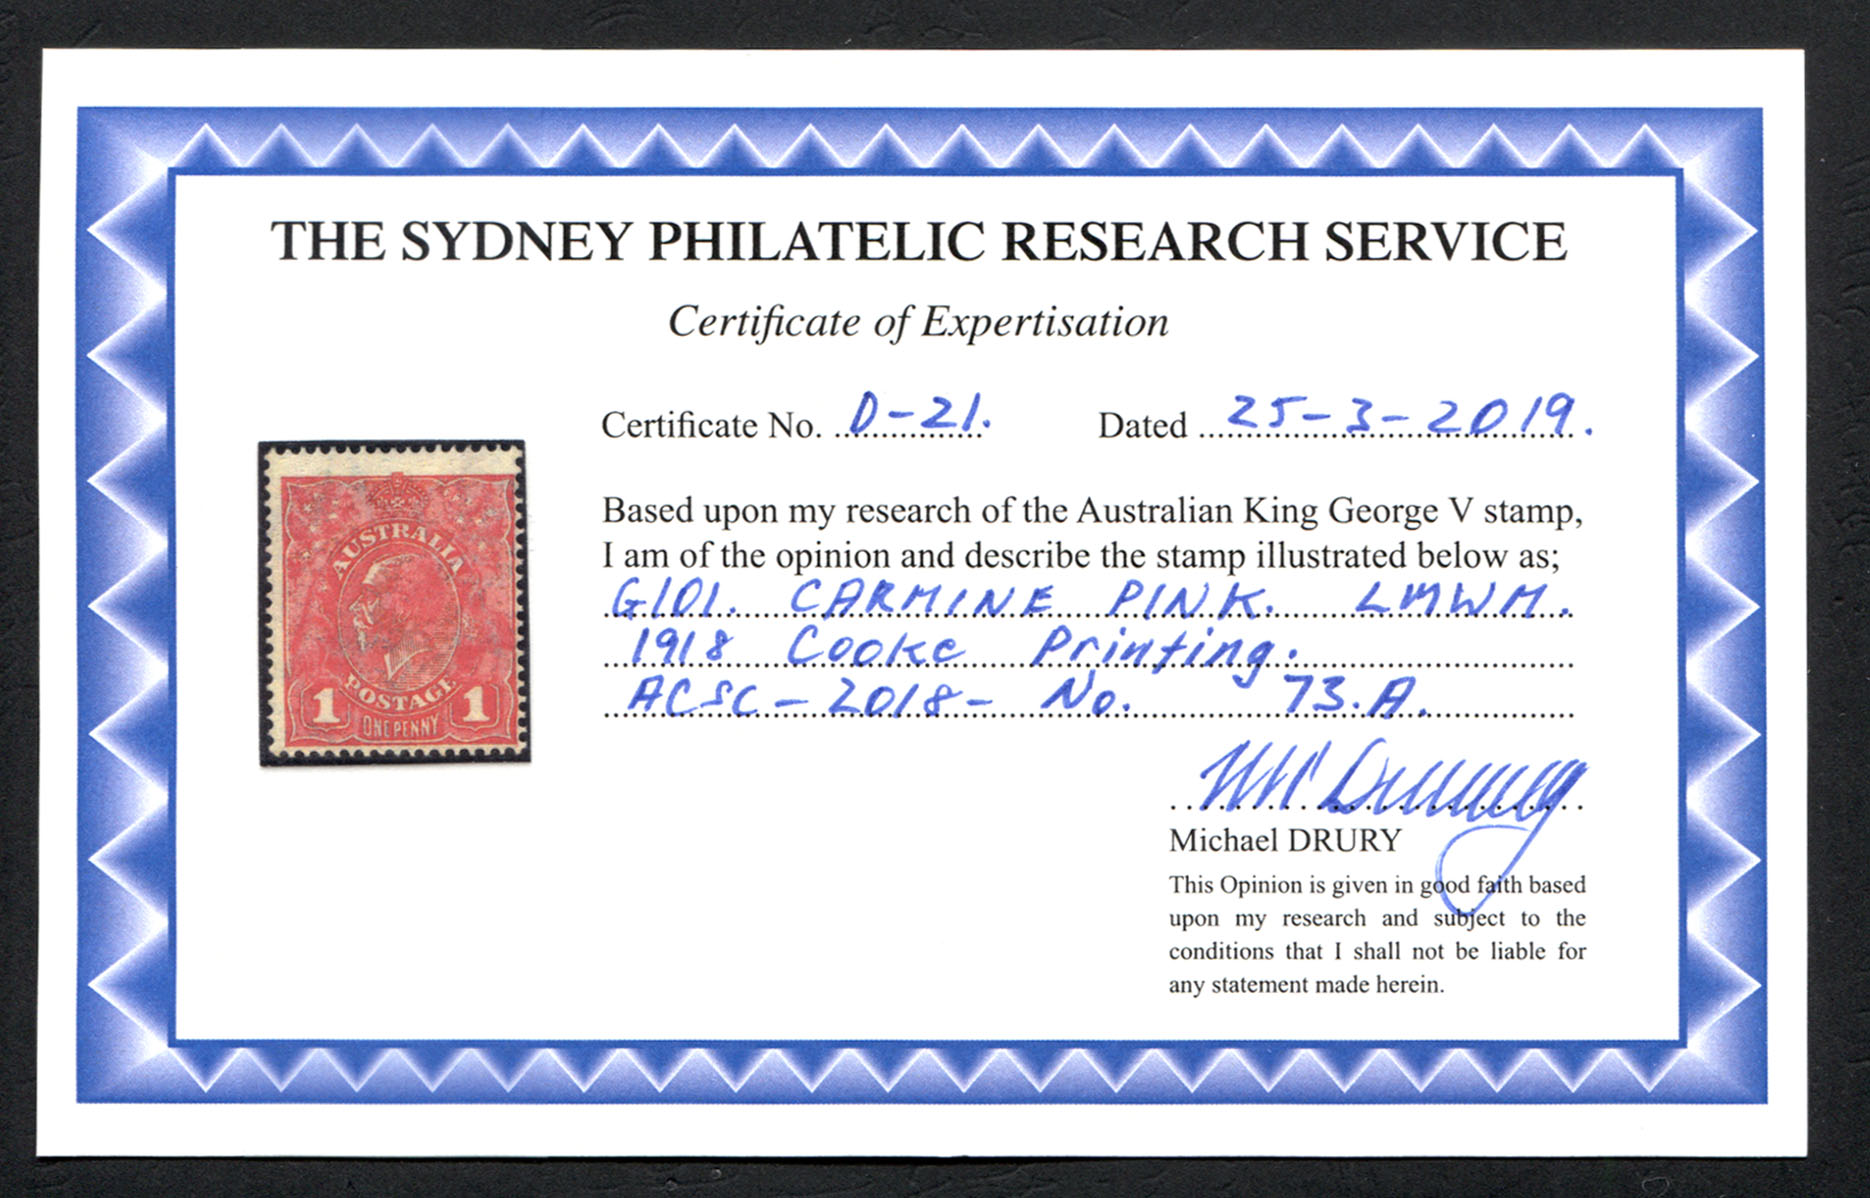 THE SYDNEY PHILATELIC RESEARCH SERVICE
Certificate of Expertisation
Certificate No. D-21.
Dated 25-3-2019.
Based upon my research of the Australian King George V stamp,
I am of the opinion and describe the stamp illustrated below as;
G101. CARMINE PINK. LMWM.
1918 Cooke Printing.
ACSC-2018- No. 73.A.
AUSTRALIA
POSTAGE
1 ONE PENNY 1
M Drury
Michael DRURY
This Opinion is given in good faith based
upon my research and subject to the
conditions that I shall not be liable for
any statement made herein.